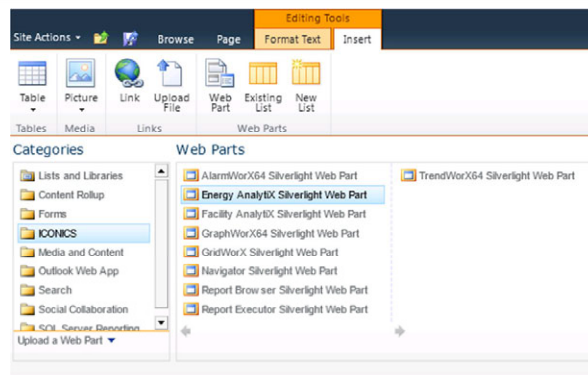 Editing Tools
Site Actions Browse Page Format Text Insert
Table Picture Link Upload File Web Part Existing List New List
Tables Media Links Web Parts
Categories
Lists and Libraries
Content Rollup
Forms
ICONICS
Media and Content
Outlook Web App
Search
Social Collaboration
SQL Server Reporting
Upload a Web Part
Web Parts
AlarmWorX64 Silverlight Web Part
Energy AnalytiX Silverlight Web Part
Facility AnalytiX Silverlight Web Part
GraphWorX64 Silverlight Web Part
GridWorX Silverlight Web Part
Navigator Silverlight Web Part
Report Browser Silverlight Web Part
Report Executor Silverlight Web Part
TrendWorX64 Silverlight Web Part